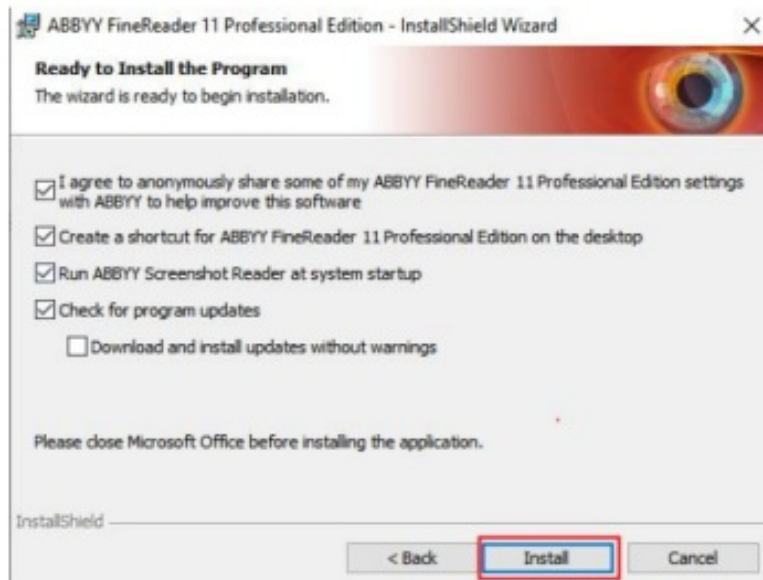 ABBYY FineReader 11 Professional Edition - InstallShield Wizard
Ready to Install the Program
The wizard is ready to begin installation.
I agree to anonymously share some of my ABBYY FineReader 11 Professional Edition settings
with ABBYY to help improve this software
Create a shortcut for ABBYY FineReader 11 Professional Edition on the desktop
Run ABBYY Screenshot Reader at system startup
Check for program updates
Download and install updates without warnings
Please close Microsoft Office before installing the application.
InstallShield
< Back Install Cancel